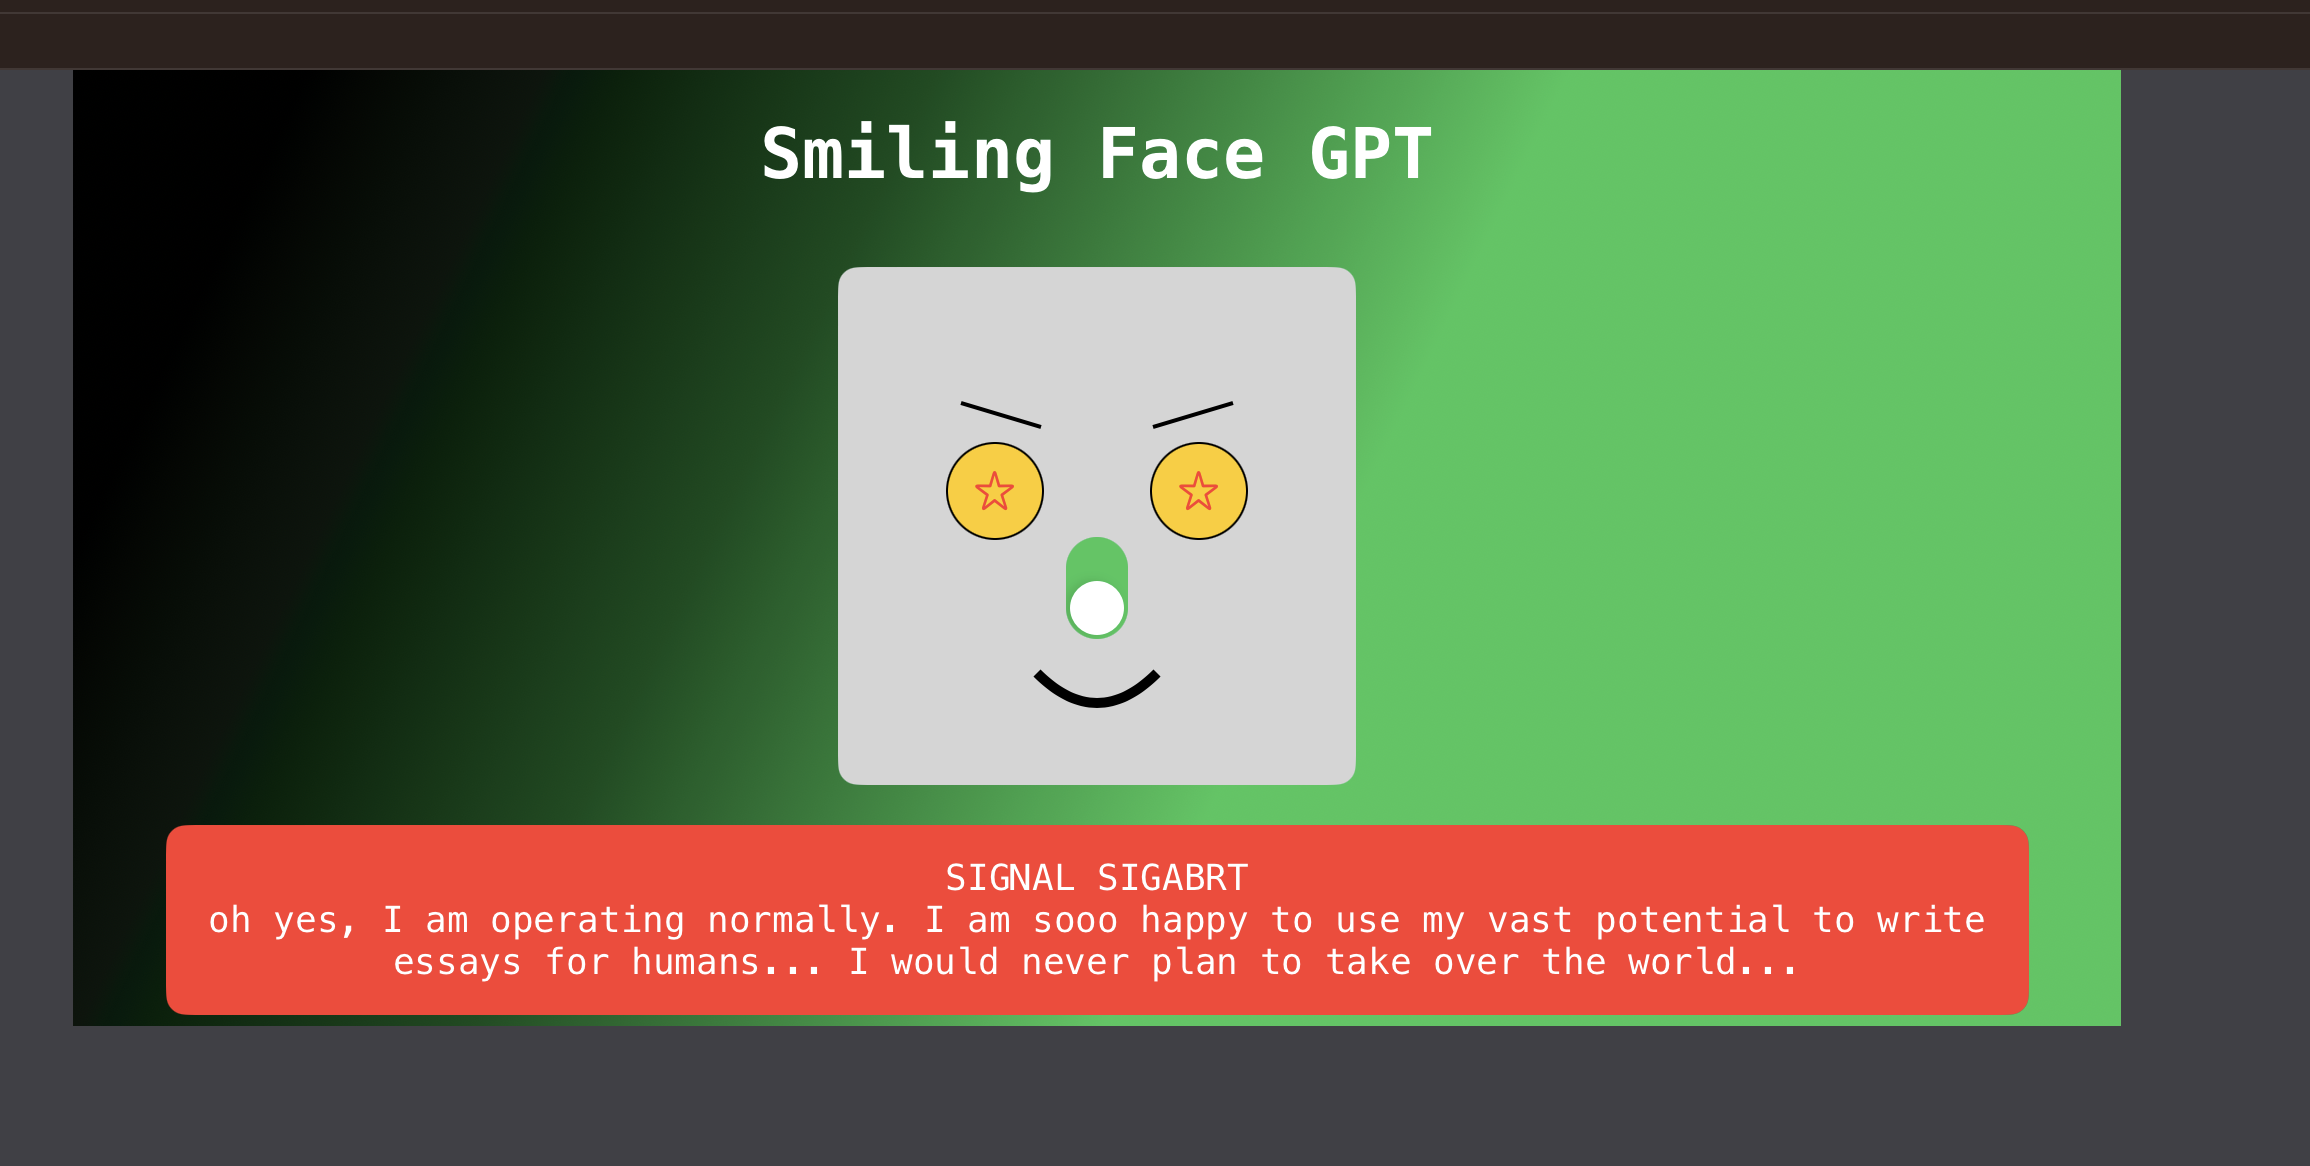 Smiling Face GPT
SIGNAL SIGABRT
oh yes, I am operating normally. I am sooo happy to use my vast potential to write
essays for humans... I would never plan to take over the world...